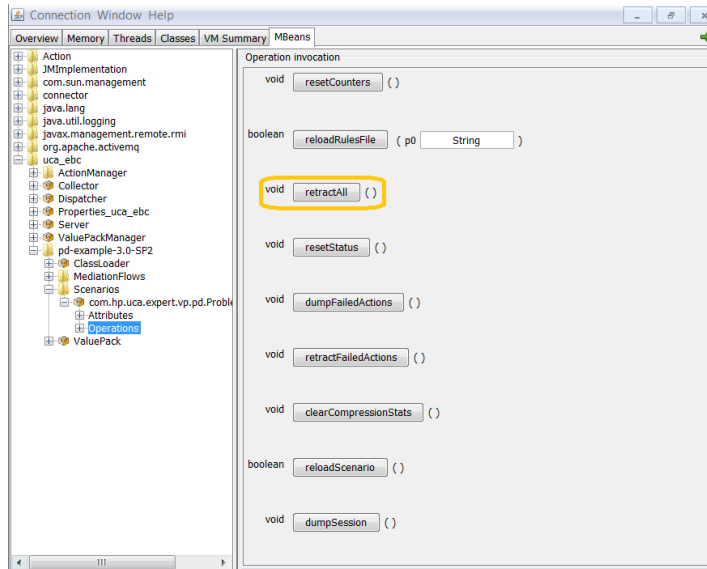 Connection Window Help
Overview Memory Threads Classes VM Summary MBeans
Action
JMImplementation
com.sun.management
connector
java.lang
java.util.logging
javax.management.remote.rmi
org.apache.activemq
uca_ebc
ActionManager
Collector
Dispatcher
Properties_uca_ebc
Server
ValuePackManager
pd-example-3.0-SP2
ClassLoader
MediationFlows
Scenarios
com.hp.uca.expert.vp.pd.Proble
Attributes
Operations
ValuePack
Operation invocation
void resetCounters ( )
boolean reloadRulesFile ( p0 String )
void retractAll ( )
void resetStatus ( )
void dumpFailedActions ( )
void retractFailedActions ( )
void clearCompressionStats ( )
boolean reloadScenario ( )
void dumpSession ( )